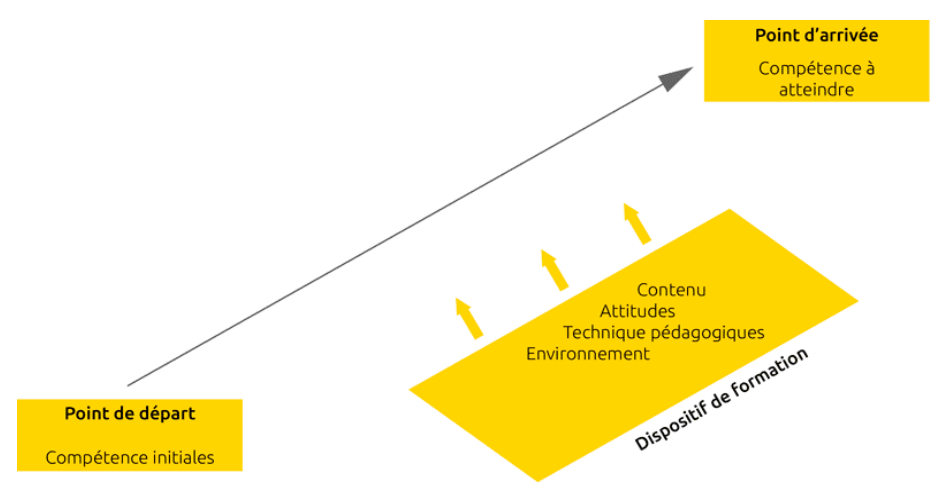 Point d'arrivée
Compétence à
atteindre
Contenu
Attitudes
Technique pédagogiques
Environnement
Dispositif de formation
Point de départ
Compétence initiales